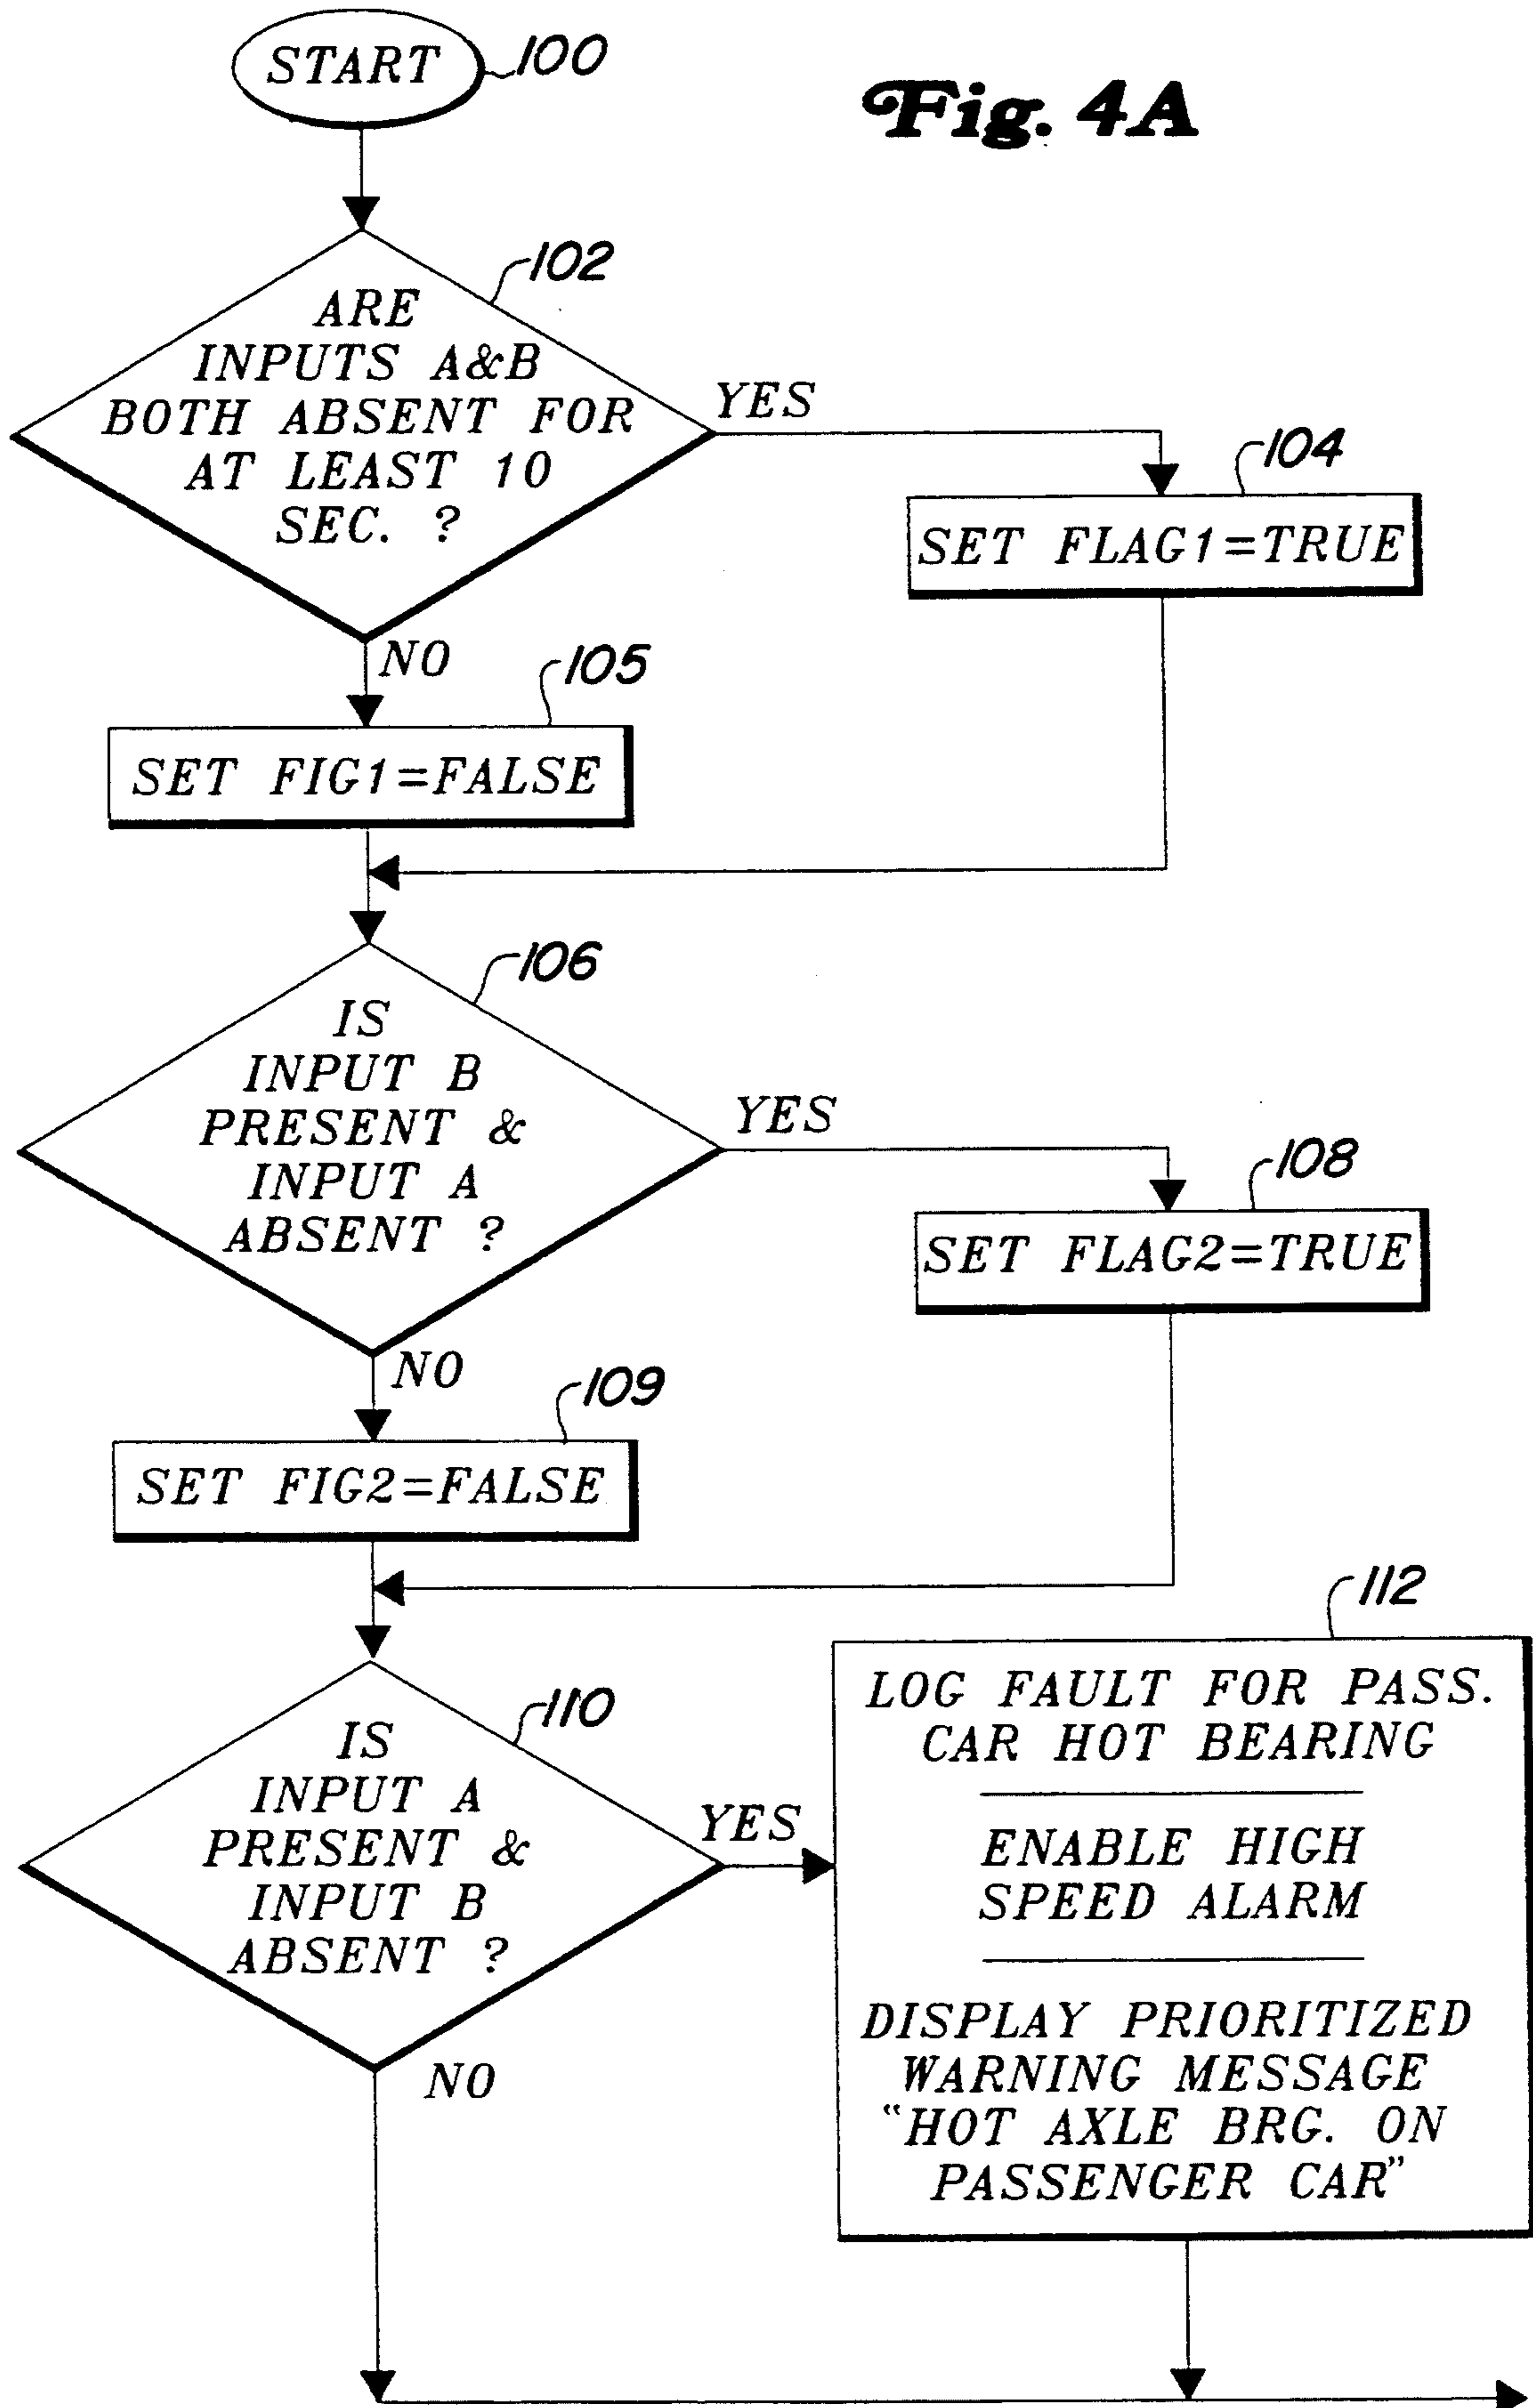 START
100
Fig. 4A
102
ARE
INPUTS A&B
BOTH ABSENT FOR
AT LEAST 10
SEC. ?
YES
104
SET FLAG1=TRUE
NO
105
SET FIG1=FALSE
106
IS
INPUT B
PRESENT &
INPUT A
ABSENT ?
YES
108
SET FLAG2=TRUE
NO
109
SET FIG2=FALSE
110
IS
INPUT A
PRESENT &
INPUT B
ABSENT ?
YES
112
LOG FAULT FOR PASS.
CAR HOT BEARING
ENABLE HIGH
SPEED ALARM
DISPLAY PRIORITIZED
WARNING MESSAGE
“HOT AXLE BRG. ON
PASSENGER CAR”
NO